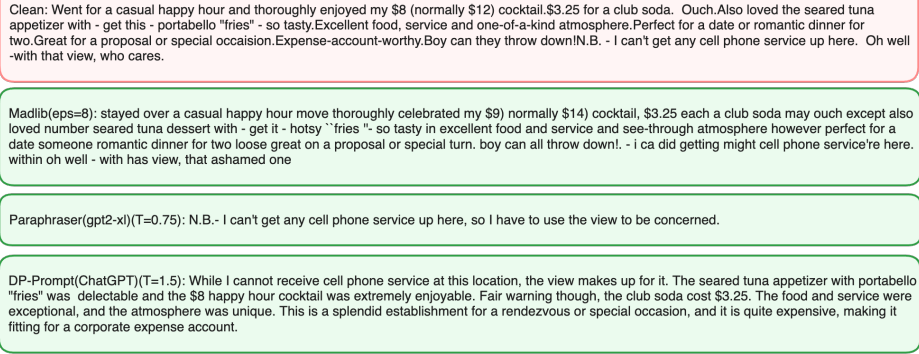 Clean: Went for a casual happy hour and thoroughly enjoyed my $8 (normally $12) cocktail.$3.25 for a club soda.  Ouch.Also loved the seared tuna
appetizer with - get this - portabello "fries" - so tasty.Excellent food, service and one-of-a-kind atmosphere.Perfect for a date or romantic dinner for
two.Great for a proposal or special occaision.Expense-account-worthy.Boy can they throw down!N.B. - I can't get any cell phone service up here.  Oh well
-with that view, who cares.
Madlib(eps=8): stayed over a casual happy hour move thoroughly celebrated my $9) normally $14) cocktail, $3.25 each a club soda may ouch except also
loved number seared tuna dessert with - get it - hotsy ``fries "- so tasty in excellent food and service and see-through atmosphere however perfect for a
date someone romantic dinner for two loose great on a proposal or special turn. boy can all throw down!. - i ca did getting might cell phone service're here.
within oh well - with has view, that ashamed one
Paraphraser(gpt2-xl)(T=0.75): N.B.- I can't get any cell phone service up here, so I have to use the view to be concerned.
DP-Prompt(ChatGPT)(T=1.5): While I cannot receive cell phone service at this location, the view makes up for it. The seared tuna appetizer with portabello
"fries" was  delectable and the $8 happy hour cocktail was extremely enjoyable. Fair warning though, the club soda cost $3.25. The food and service were
exceptional, and the atmosphere was unique. This is a splendid establishment for a rendezvous or special occasion, and it is quite expensive, making it
fitting for a corporate expense account.